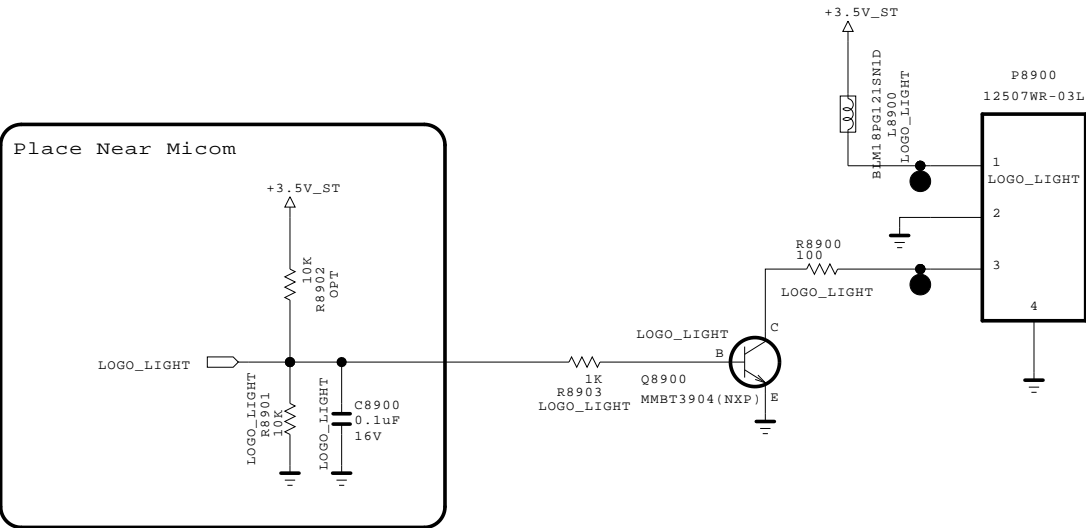 +3.5V_ST
BLM18PG121SN1D
L8900
LOGO_LIGHT
P8900
12507WR-03L
1
LOGO_LIGHT
2
3
4
Place Near Micom
+3.5V_ST
10K
R8902
OPT
LOGO_LIGHT
LOGO_LIGHT
R8901
10K
LOGO_LIGHT
C8900
0.1uF
16V
1K
R8903
LOGO_LIGHT
LOGO_LIGHT
B
C
E
Q8900
MMBT3904(NXP)
R8900
100
LOGO_LIGHT